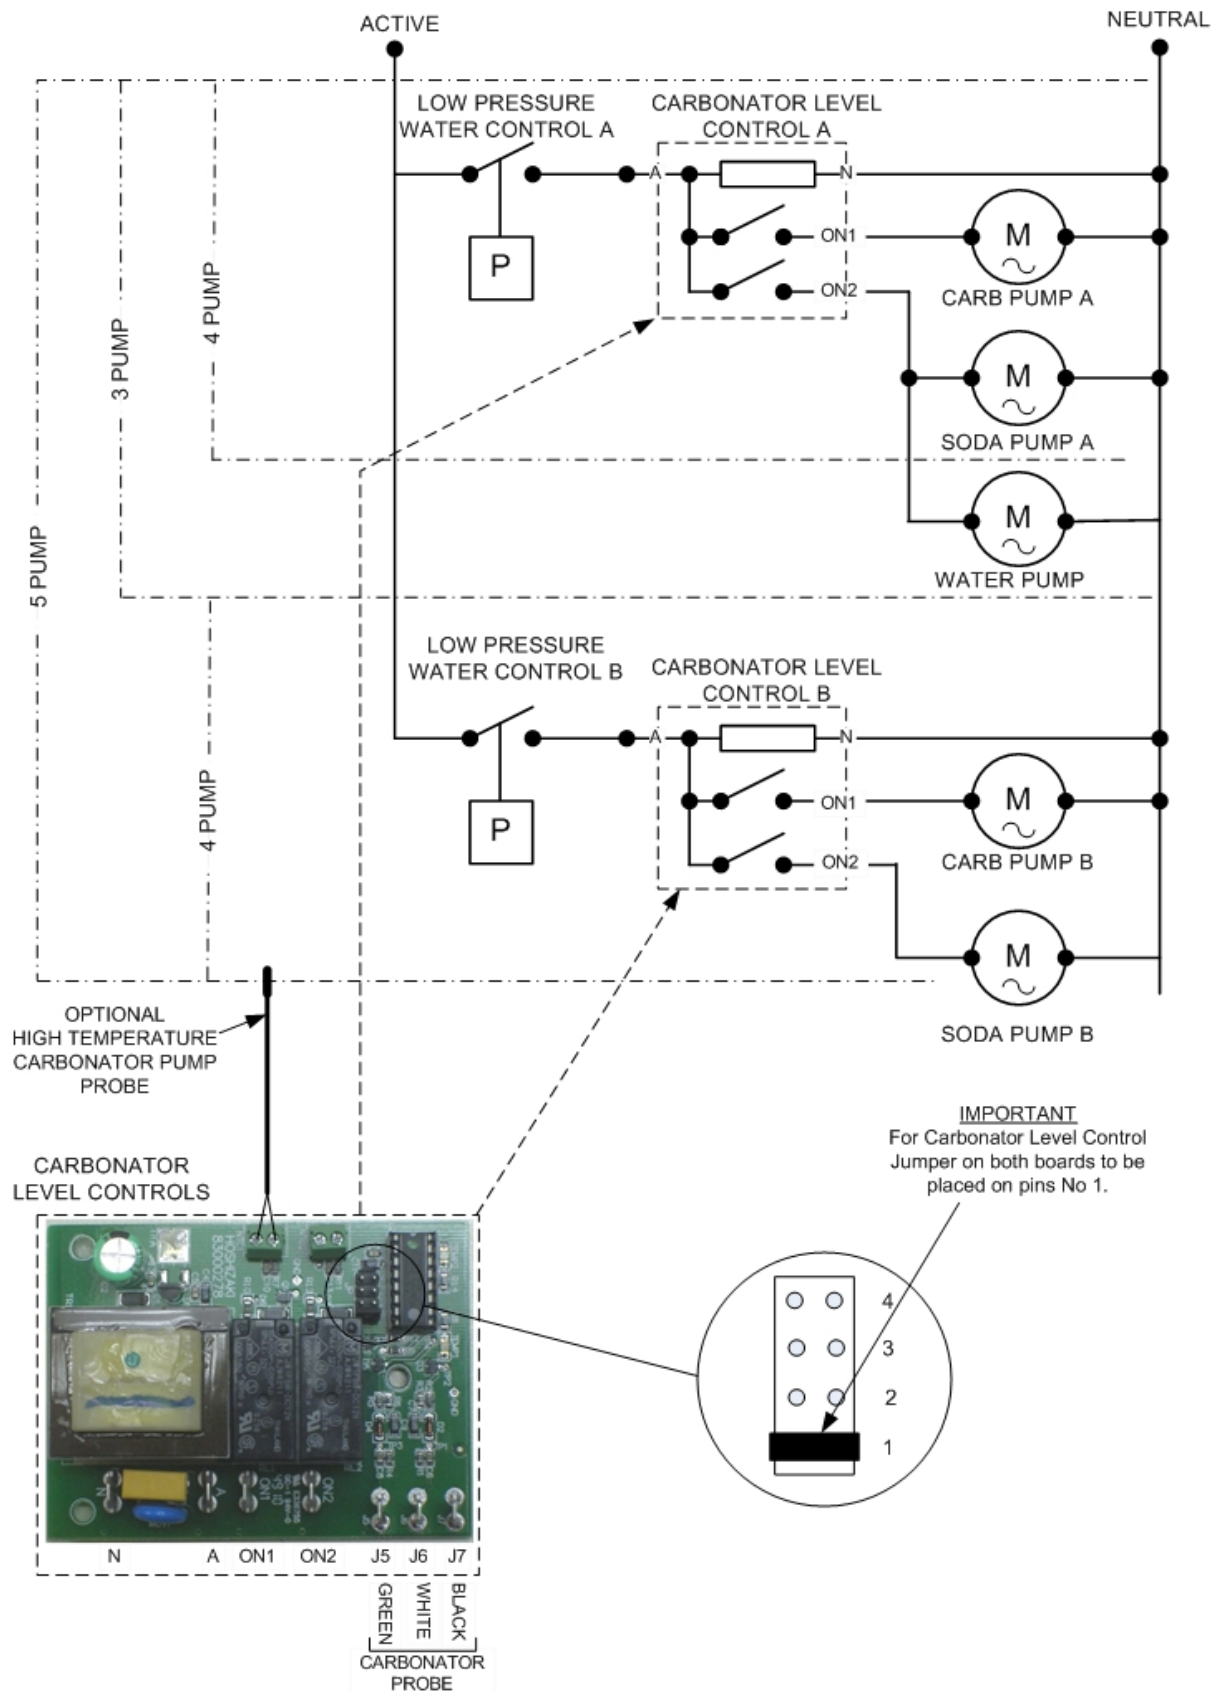 ACTIVE
NEUTRAL
LOW PRESSURE
WATER CONTROL A
CARBONATOR LEVEL
CONTROL A
A
N
ON1
ON2
M
CARB PUMP A
P
4 PUMP
3 PUMP
5 PUMP
M
SODA PUMP A
M
WATER PUMP
LOW PRESSURE
WATER CONTROL B
CARBONATOR LEVEL
CONTROL B
A
N
ON1
ON2
M
CARB PUMP B
P
4 PUMP
M
SODA PUMP B
OPTIONAL
HIGH TEMPERATURE
CARBONATOR PUMP
PROBE
IMPORTANT
For Carbonator Level Control
Jumper on both boards to be
placed on pins No 1.
CARBONATOR
LEVEL CONTROLS
HOSHIZAKI
83000278
4
3
2
1
N
A
ON1
ON2
N
A
ON1
ON2
J5
J6
J7
GREEN
WHITE
BLACK
CARBONATOR
PROBE